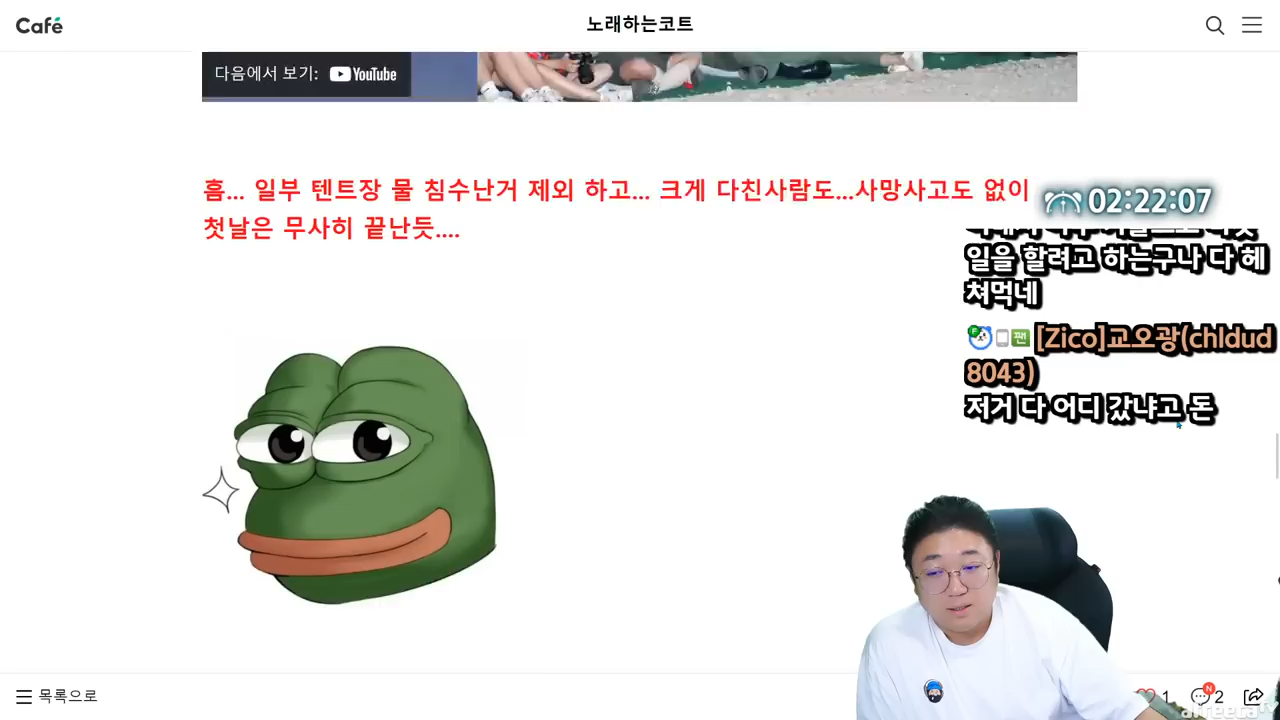 Café
노래하는코트
다음에서 보기: YouTube
흠... 일부 텐트장 물 침수난거 제외 하고... 크게 다친사람도...사망사고도 없이
첫날은 무사히 끝난듯....
02:22:07
일을 할려고 하는구나 다 헤
쳐먹네
F 팬 [Zico]교오광(chldud
8043)
저거 다 어디 갔냐고 돈
목록으로
1
N
2
afreeca